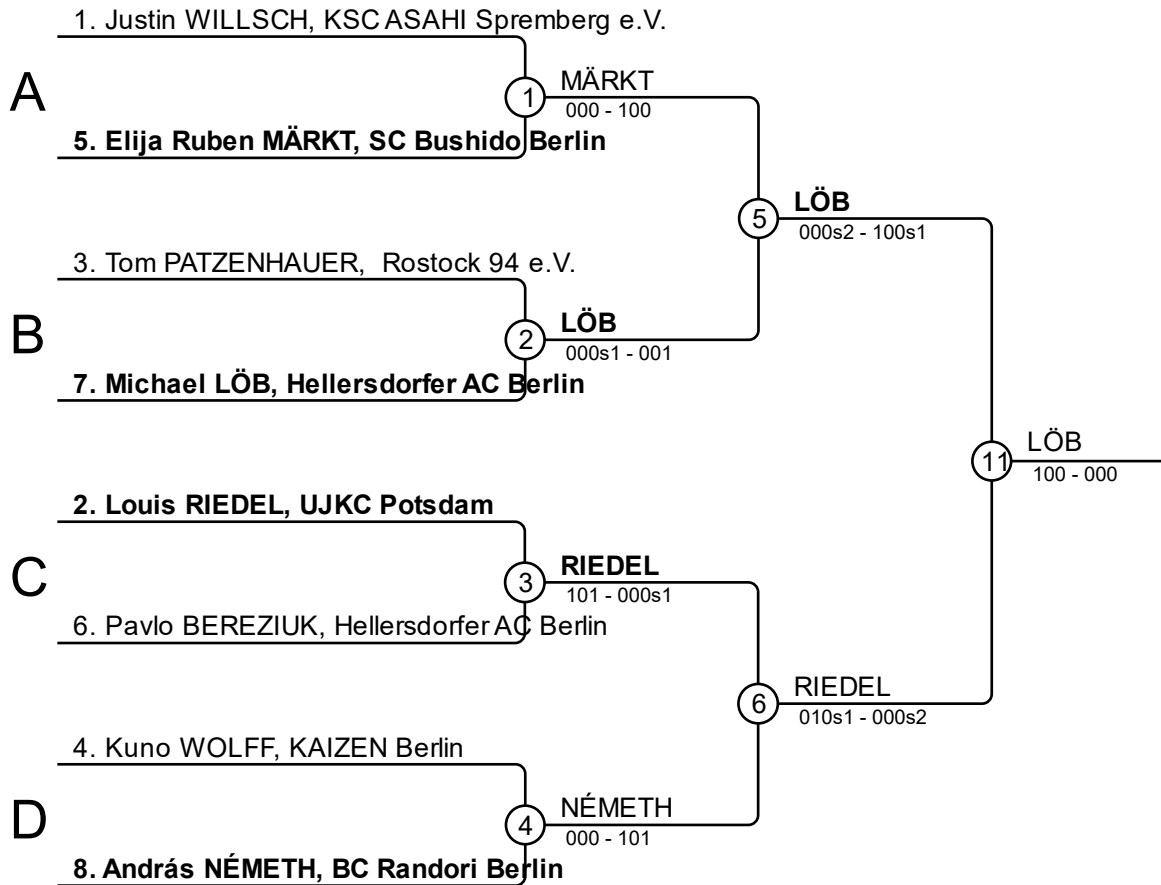 1. Justin WILLSCH, KSC ASAHI Spremberg e.V.
A
1
MÄRKT
000 - 100
5. Elija Ruben MÄRKT, SC Bushido Berlin
5
LÖB
000s2 - 100s1
3. Tom PATZENHAUER, Rostock 94 e.V.
B
2
LÖB
000s1 - 001
7. Michael LÖB, Hellersdorfer AC Berlin
11
LÖB
100 - 000
2. Louis RIEDEL, UJKC Potsdam
C
3
RIEDEL
101 - 000s1
6. Pavlo BEREZIUK, Hellersdorfer AC Berlin
6
RIEDEL
010s1 - 000s2
4. Kuno WOLFF, KAIZEN Berlin
D
4
NÉMETH
000 - 101
8. András NÉMETH, BC Randori Berlin